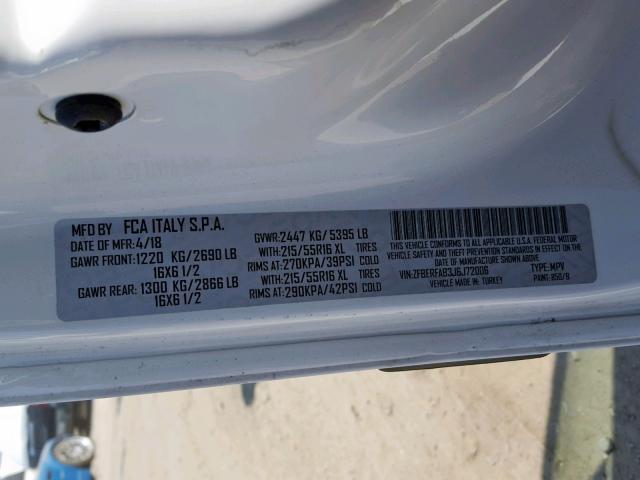 MFD BY FCA ITALY S.P.A.
DATE OF MFR:4/18
GAWR FRONT:1220 KG/2690 LB
16X6 1/2
GAWR REAR: 1300 KG/2866 LB
16X6 1/2
GVWR:2447 KG/ 5395 LB
WITH:215/55R16 XL TIRES
RIMS AT:270KPA/39PSI COLD
WITH:215/55R16 XL TIRES
RIMS AT:290KPA/42PSI COLD
THIS VEHICLE CONFORMS TO ALL APPLICABLE U.S.A. FEDERAL MOTOR
VEHICLE SAFETY STANDARDS IN EFFECT ON THE
DATE OF MANUFACTURE SHOWN ABOVE.
VIN:ZFBERFAB3J6J72006 TYPE:MPV
VEHICLE MADE IN: TURKEY PAINT: